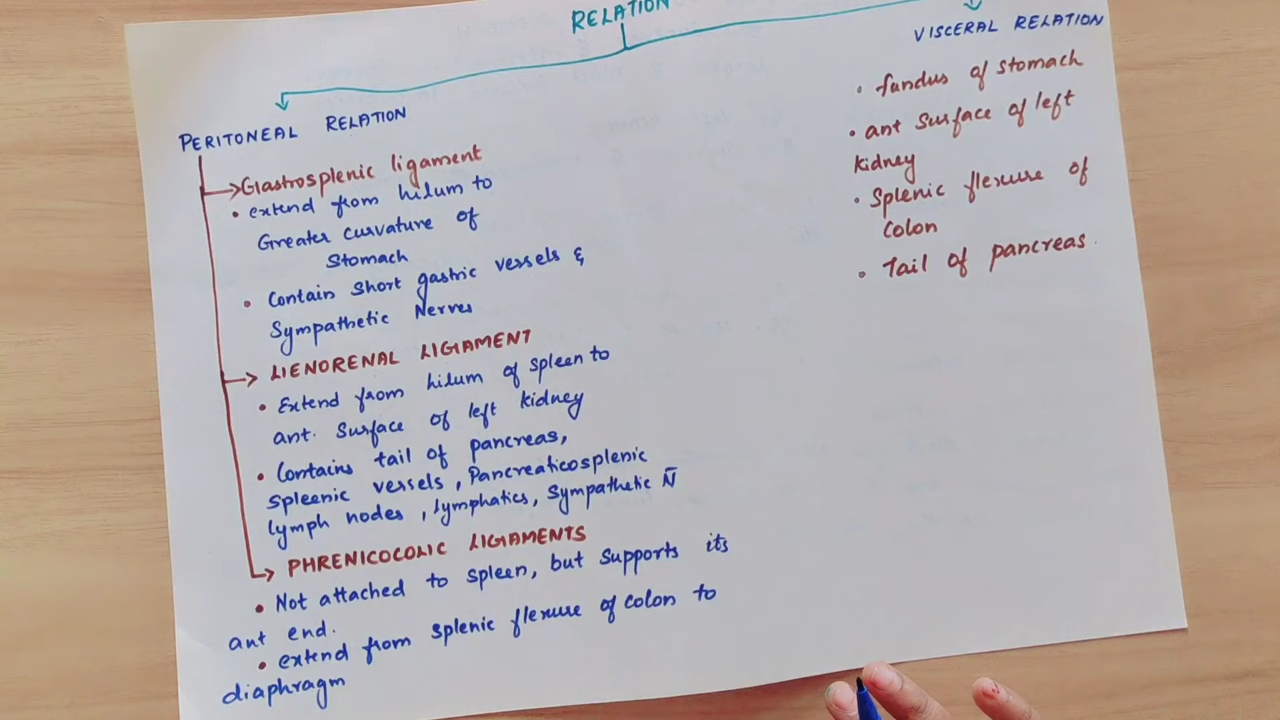 RELATION
PERITONEAL RELATION
Glastrosplenic ligament
• extend from hilum to
Greater curvature of
Stomach
• Contain short gastric vessels &
Sympathetic Nerves
LIENORENAL LIGAMENT
• Extend from hilum of spleen to
ant. surface of left kidney
• Contains tail of pancreas,
spleenic vessels, Pancreaticosplenic
lymph nodes, lymphatics, sympathetic N̄
PHRENICOCOLIC LIGAMENTS
• Not attached to spleen, but supports its
ant end.
• extend from splenic flexure of colon to
diaphragm
VISCERAL RELATION
• fundus of stomach
• ant surface of left
kidney
• Splenic flexure of
colon
• Tail of pancreas.